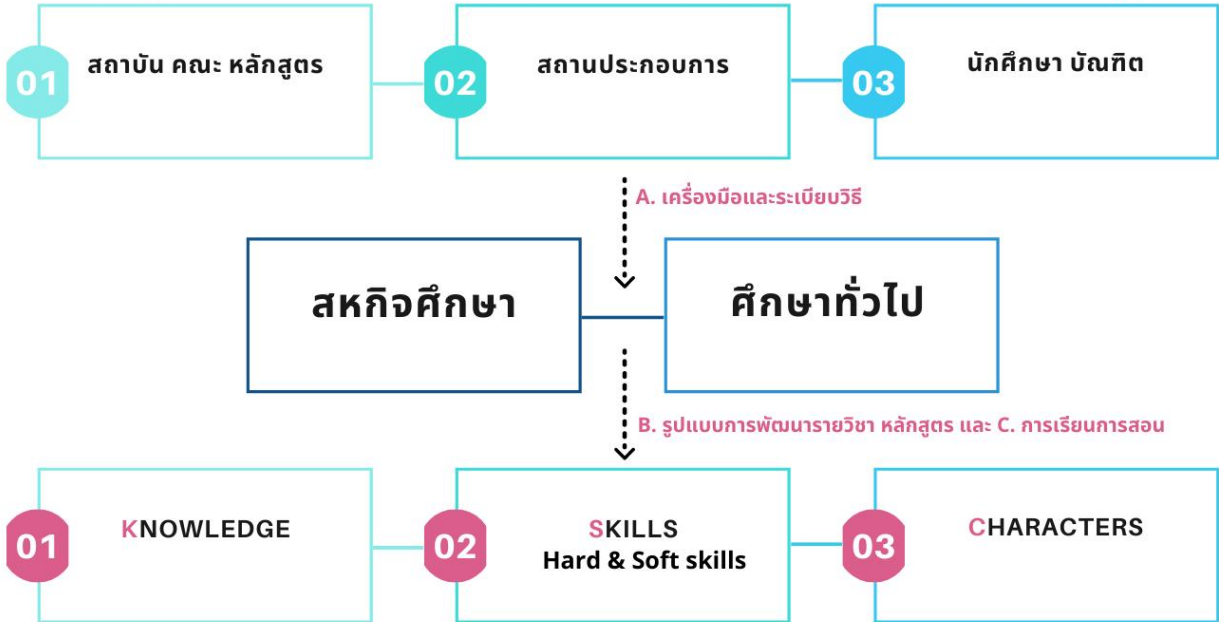 01
สถาบัน คณะ หลักสูตร
02
สถานประกอบการ
03
นักศึกษา บัณฑิต
A. เครื่องมือและระเบียบวิธี
สหกิจศึกษา
ศึกษาทั่วไป
B. รูปแบบการพัฒนารายวิชา หลักสูตร และ C. การเรียนการสอน
01
KNOWLEDGE
02
SKILLS
Hard & Soft skills
03
CHARACTERS